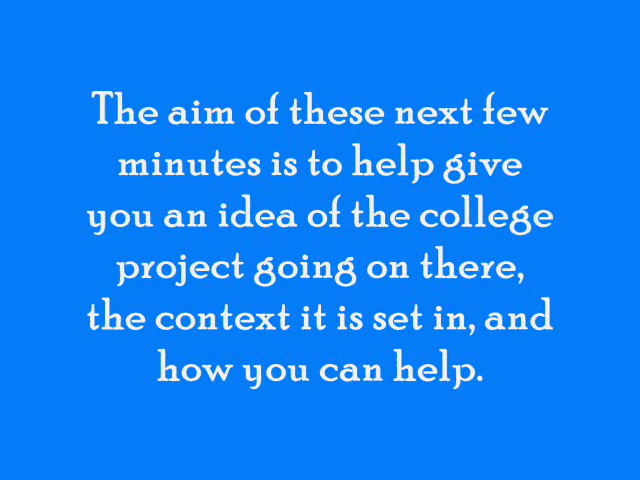 The aim of these next few
minutes is to help give
you an idea of the college
project going on there,
the context it is set in, and
how you can help.